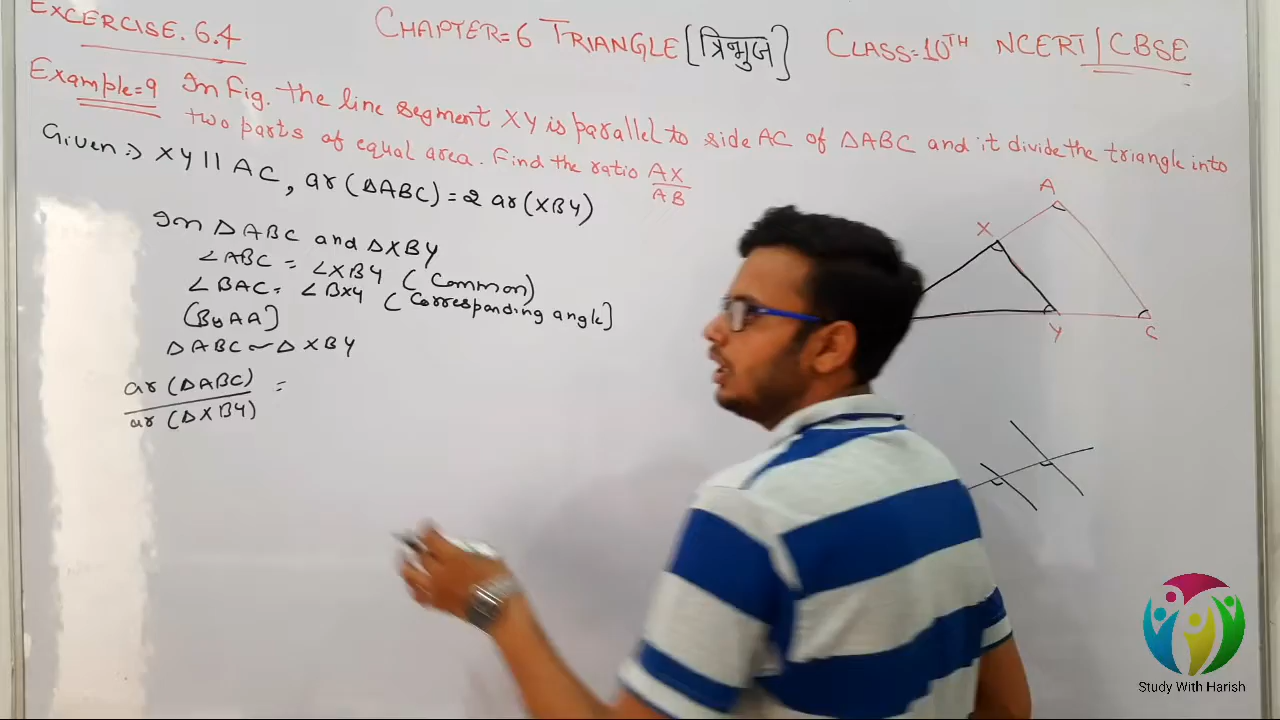 EXCERCISE. 6.4
CHAPTER=6 TRIANGLE [त्रिभुज] CLASS=10TH NCERT/CBSE
Example=9 In Fig. the line segment XY is parallel to side AC of ΔABC and it divide the triangle into
two parts of equal area. Find the ratio AX/AB
Given :→ XY || AC, ar(ΔABC) = 2 ar(XBY)
In ΔABC and ΔXBY
∠ABC = ∠XBY (Common)
∠BAC = ∠BXY (Corresponding angle]
[By AA]
ΔABC ~ ΔXBY
ar (ΔABC)/ar (ΔXBY) =
A
X
Y
C
Study With Harish